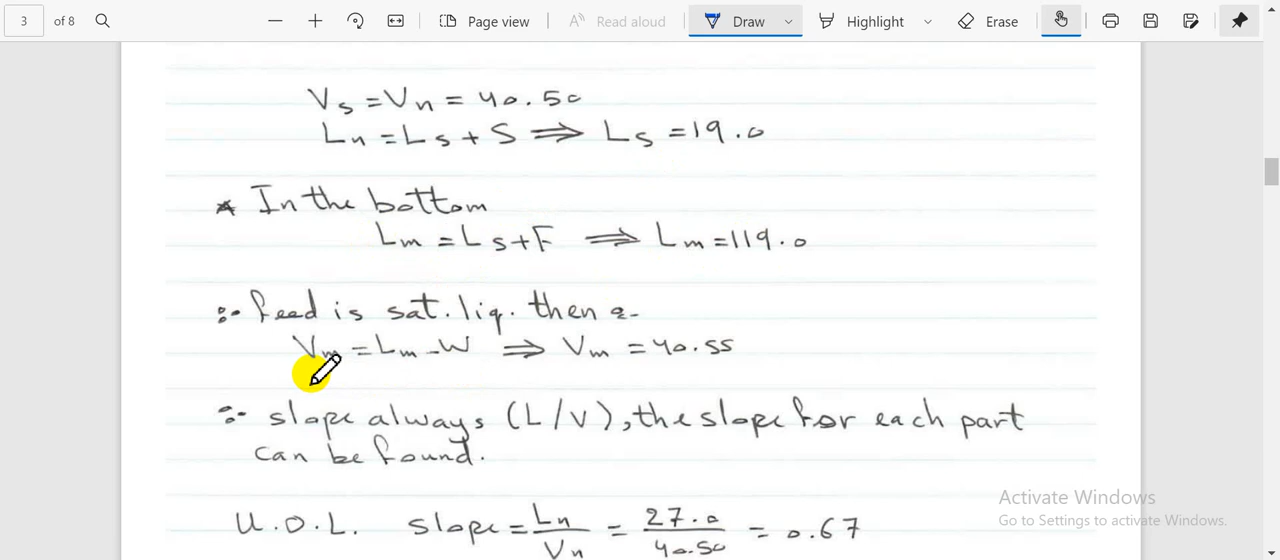 3 of 8 Page view Read aloud Draw Highlight Erase
Vs = Vn = 40.50
Ln = Ls + S ⟹ Ls = 19.0
* In the bottom
Lm = Ls + F ⟹ Lm = 119.0
∵ feed is sat. liq. then :-
Vm = Lm - W ⟹ Vm = 40.55
∵ slope always (L/V), the slope for each part
can be found.
U.O.L. slope = Ln/Vn = 27.0/40.50 = 0.67
Activate Windows
Go to Settings to activate Windows.